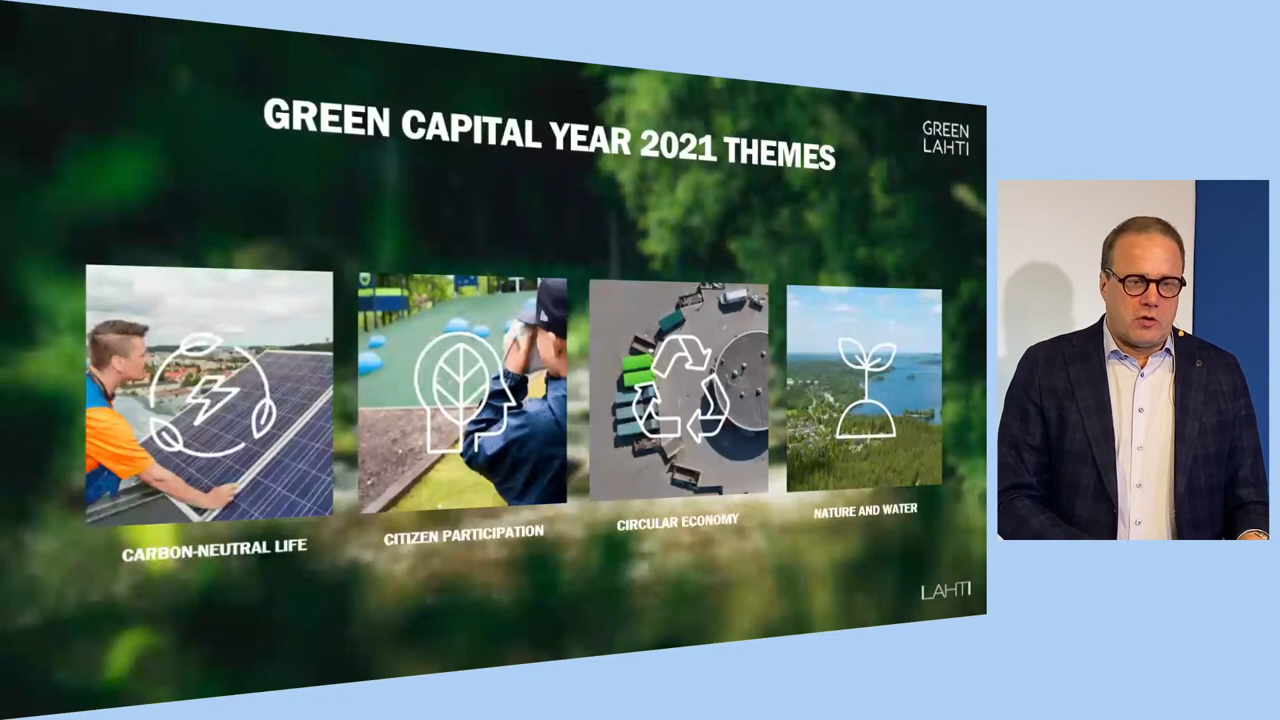 GREEN CAPITAL YEAR 2021 THEMES
GREEN
LAHTI
CARBON-NEUTRAL LIFE
CITIZEN PARTICIPATION
CIRCULAR ECONOMY
NATURE AND WATER
LAHTI